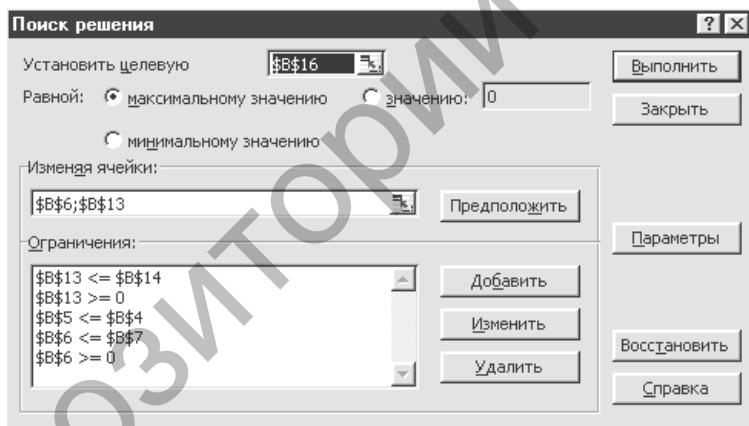 Поиск решения
Установить целевую $B$16 Выполнить
Равной: максимальному значению значению: 0 Закрыть
минимальному значению
Изменяя ячейки:
$B$6;$B$13 Предположить
Ограничения: Параметры
$B$13 <= $B$14 Добавить
$B$13 >= 0
$B$5 <= $B$4 Изменить
$B$6 <= $B$7 Восстановить
$B$6 >= 0 Удалить
Справка